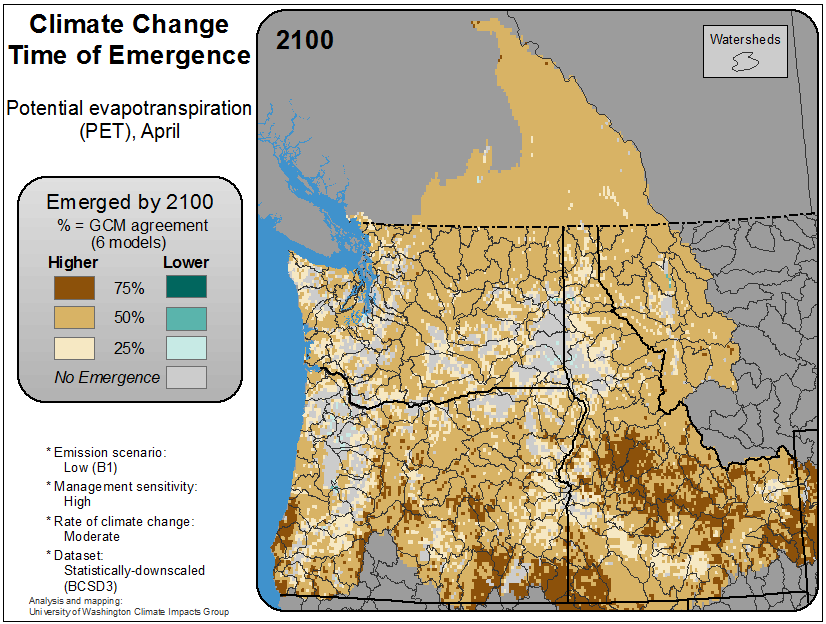 Climate Change
Time of Emergence
Potential evapotranspiration
(PET), April
Emerged by 2100
% = GCM agreement
(6 models)
Higher
Lower
75%
50%
25%
No Emergence
* Emission scenario:
Low (B1)
* Management sensitivity:
High
* Rate of climate change:
Moderate
* Dataset:
Statistically-downscaled
(BCSD3)
Analysis and mapping:
University of Washington Climate Impacts Group
2100
Watersheds